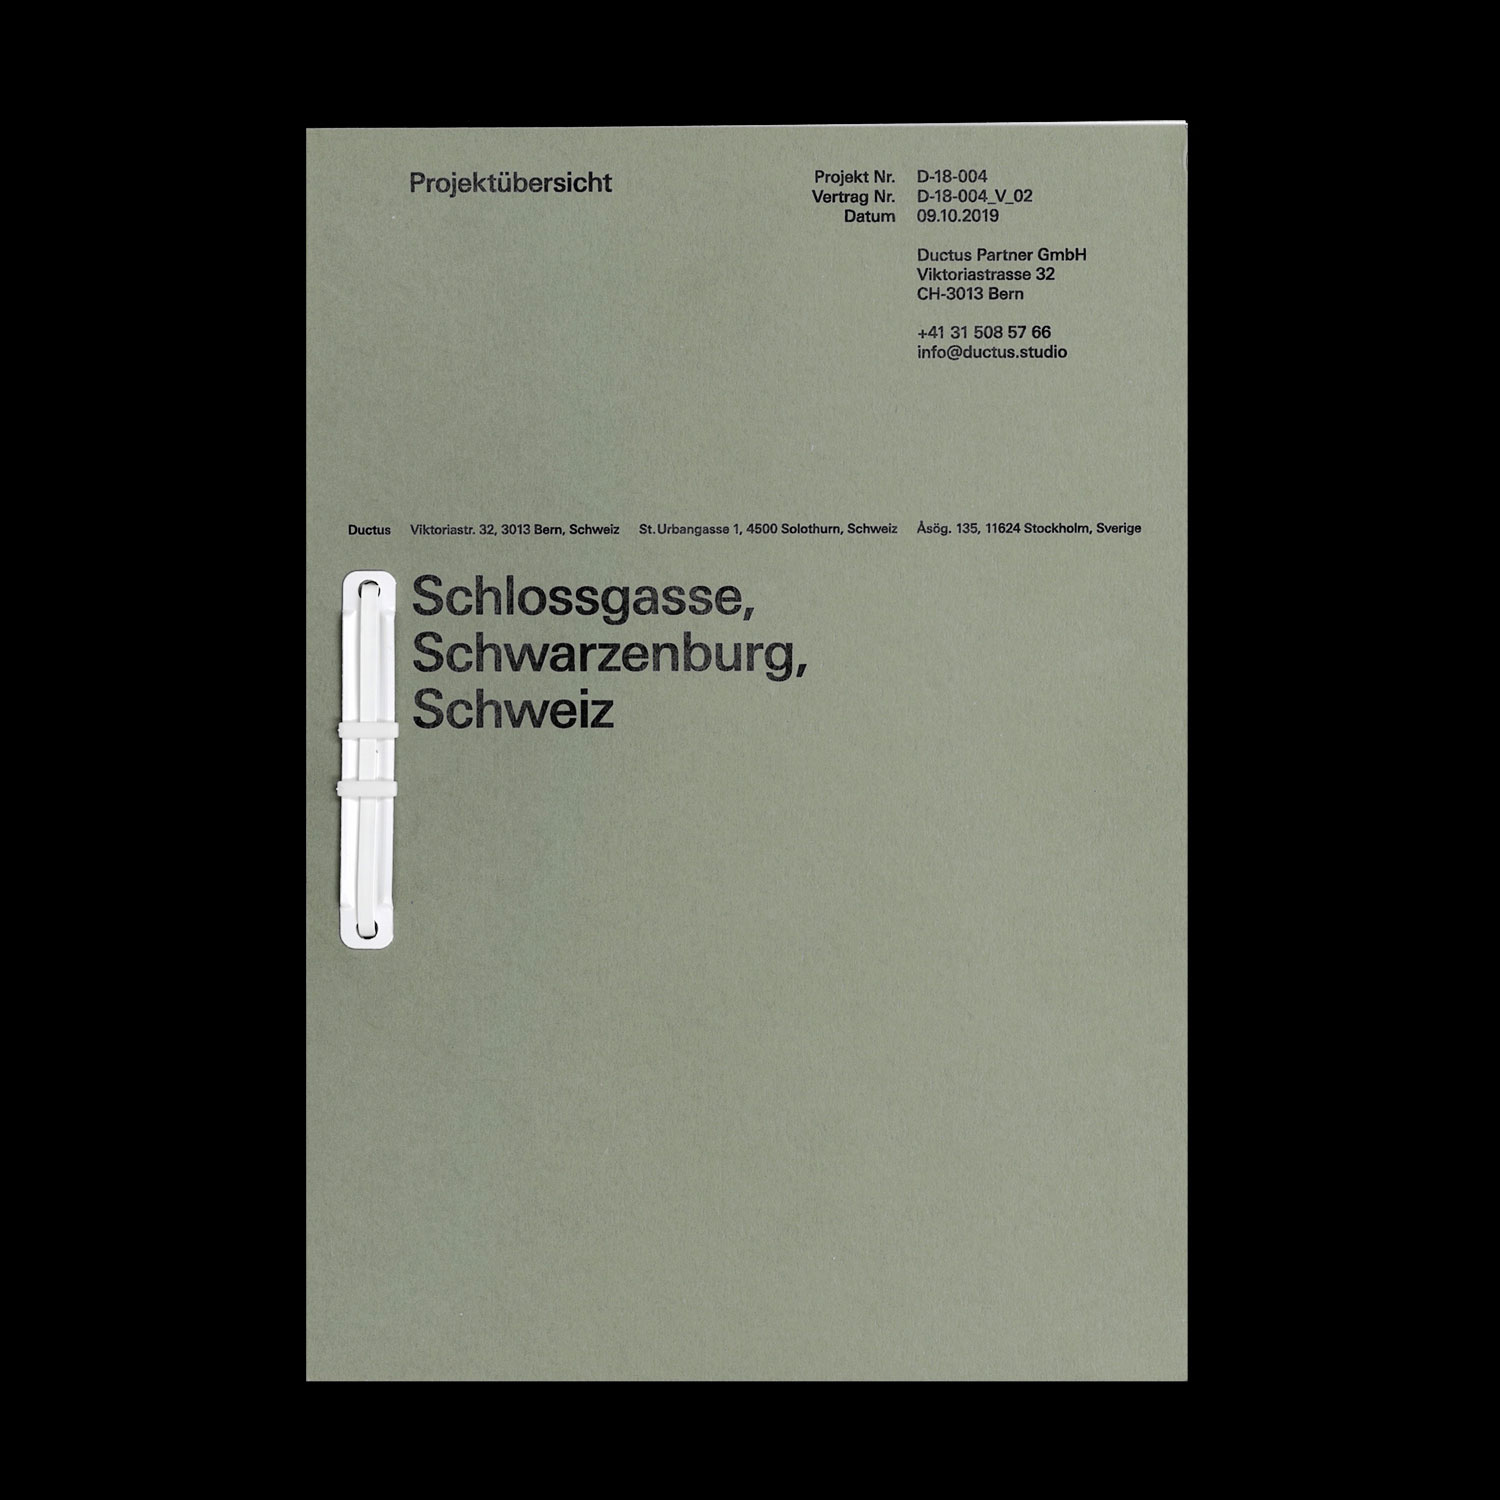 Projektübersicht
Projekt Nr. D-18-004
Vertrag Nr. D-18-004_V_02
Datum 09.10.2019
Ductus Partner GmbH
Viktoriastrasse 32
CH-3013 Bern
+41 31 508 57 66
info@ductus.studio
Ductus Viktoriastr. 32, 3013 Bern, Schweiz St. Urbangasse 1, 4500 Solothurn, Schweiz Åsög. 135, 11624 Stockholm, Sverige
Schlossgasse,
Schwarzenburg,
Schweiz